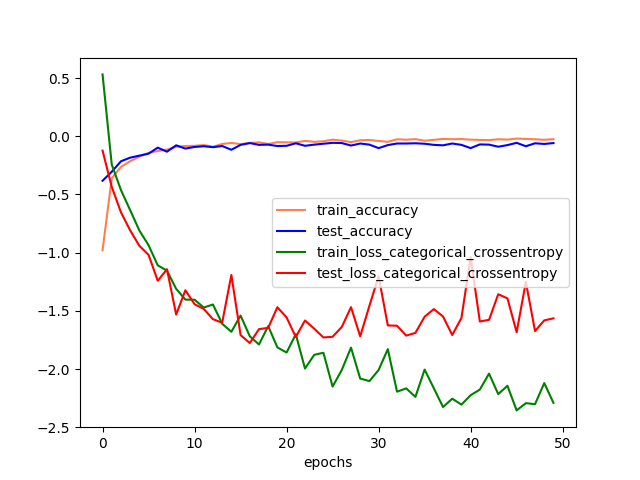 0.5
0.0
−0.5
−1.0
−1.5
−2.0
−2.5
train_accuracy
test_accuracy
train_loss_categorical_crossentropy
test_loss_categorical_crossentropy
0 10 20 30 40 50
epochs